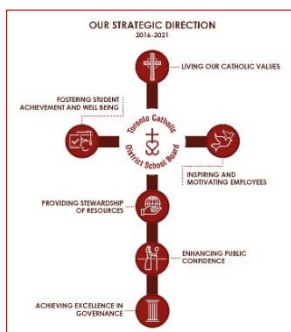 OUR STRATEGIC DIRECTION
2016-2021
LIVING OUR CATHOLIC VALUES
FOSTERING STUDENT
ACHIEVEMENT AND WELL BEING
Toronto Catholic
District School Board
INSPIRING AND
MOTIVATING EMPLOYEES
PROVIDING STEWARDSHIP
OF RESOURCES
ENHANCING PUBLIC
CONFIDENCE
ACHIEVING EXCELLENCE IN
GOVERNANCE